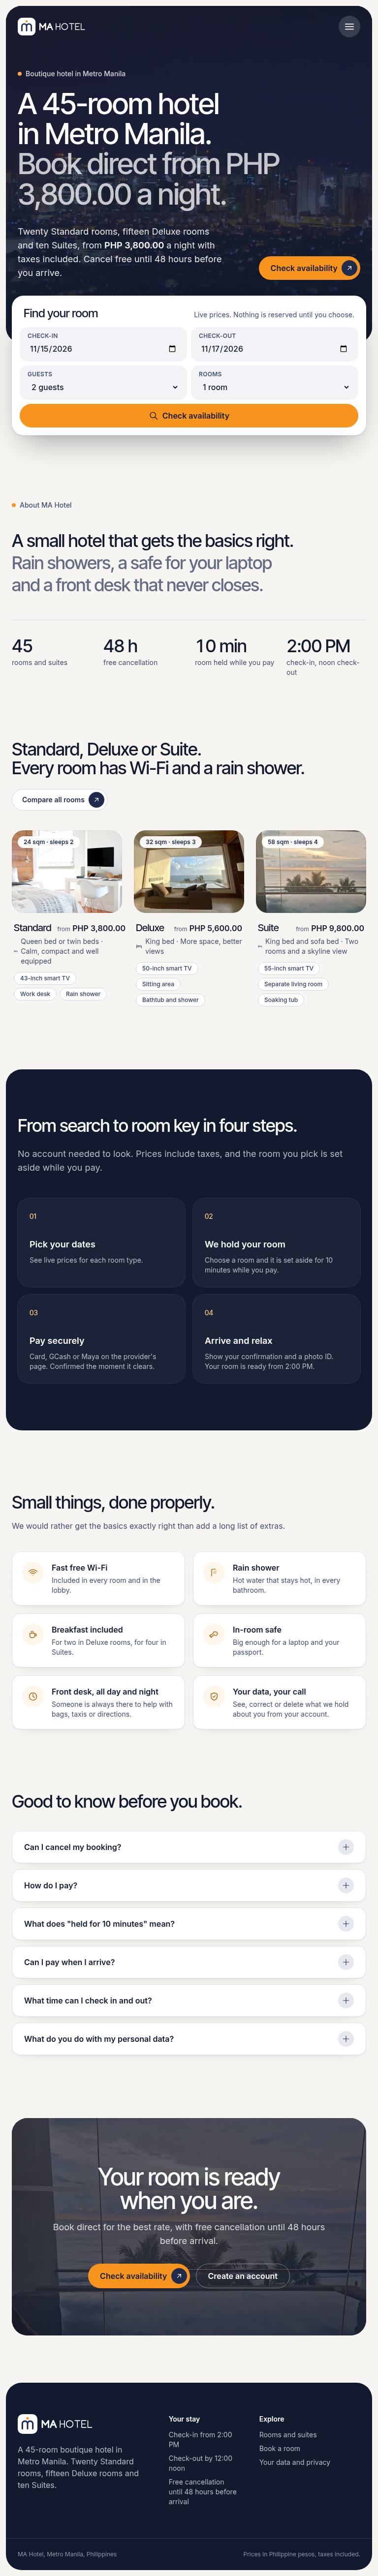 MA HOTEL
Boutique hotel in Metro Manila
A 45-room hotel
in Metro Manila.
Book direct from PHP
3,800.00 a night.
Twenty Standard rooms, fifteen Deluxe rooms
and ten Suites, from PHP 3,800.00 a night with
taxes included. Cancel free until 48 hours before
you arrive.
Check availability
Find your room
Live prices. Nothing is reserved until you choose.
CHECK-IN
11/15/2026
CHECK-OUT
11/17/2026
GUESTS
2 guests
ROOMS
1 room
Check availability
About MA Hotel
A small hotel that gets the basics right.
Rain showers, a safe for your laptop
and a front desk that never closes.
45
rooms and suites
48 h
free cancellation
10 min
room held while you pay
2:00 PM
check-in, noon check-
out
Standard, Deluxe or Suite.
Every room has Wi-Fi and a rain shower.
Compare all rooms
24 sqm · sleeps 2
Standard from PHP 3,800.00
Queen bed or twin beds ·
Calm, compact and well
equipped
43-inch smart TV
Work desk
Rain shower
32 sqm · sleeps 3
Deluxe from PHP 5,600.00
King bed · More space, better
views
50-inch smart TV
Sitting area
Bathtub and shower
58 sqm · sleeps 4
Suite from PHP 9,800.00
King bed and sofa bed · Two
rooms and a skyline view
55-inch smart TV
Separate living room
Soaking tub
From search to room key in four steps.
No account needed to look. Prices include taxes, and the room you pick is set
aside while you pay.
01
Pick your dates
See live prices for each room type.
02
We hold your room
Choose a room and it is set aside for 10
minutes while you pay.
03
Pay securely
Card, GCash or Maya on the provider's
page. Confirmed the moment it clears.
04
Arrive and relax
Show your confirmation and a photo ID.
Your room is ready from 2:00 PM.
Small things, done properly.
We would rather get the basics exactly right than add a long list of extras.
Fast free Wi-Fi
Included in every room and in the
lobby.
Rain shower
Hot water that stays hot, in every
bathroom.
Breakfast included
For two in Deluxe rooms, for four in
Suites.
In-room safe
Big enough for a laptop and your
passport.
Front desk, all day and night
Someone is always there to help with
bags, taxis or directions.
Your data, your call
See, correct or delete what we hold
about you from your account.
Good to know before you book.
Can I cancel my booking?
How do I pay?
What does "held for 10 minutes" mean?
Can I pay when I arrive?
What time can I check in and out?
What do you do with my personal data?
Your room is ready
when you are.
Book direct for the best rate, with free cancellation until 48 hours
before arrival.
Check availability
Create an account
MA HOTEL
A 45-room boutique hotel in
Metro Manila. Twenty Standard
rooms, fifteen Deluxe rooms and
ten Suites.
Your stay
Check-in from 2:00
PM
Check-out by 12:00
noon
Free cancellation
until 48 hours before
arrival
Explore
Rooms and suites
Book a room
Your data and privacy
MA Hotel, Metro Manila, Philippines
Prices in Philippine pesos, taxes included.